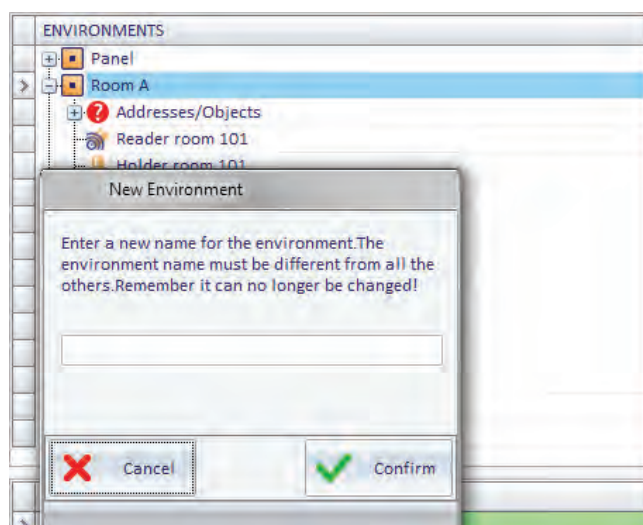 ENVIRONMENTS
Panel
Room A
Addresses/Objects
Reader room 101
Holder room 101
New Environment
Enter a new name for the environment.The
environment name must be different from all the
others.Remember it can no longer be changed!
Cancel
Confirm